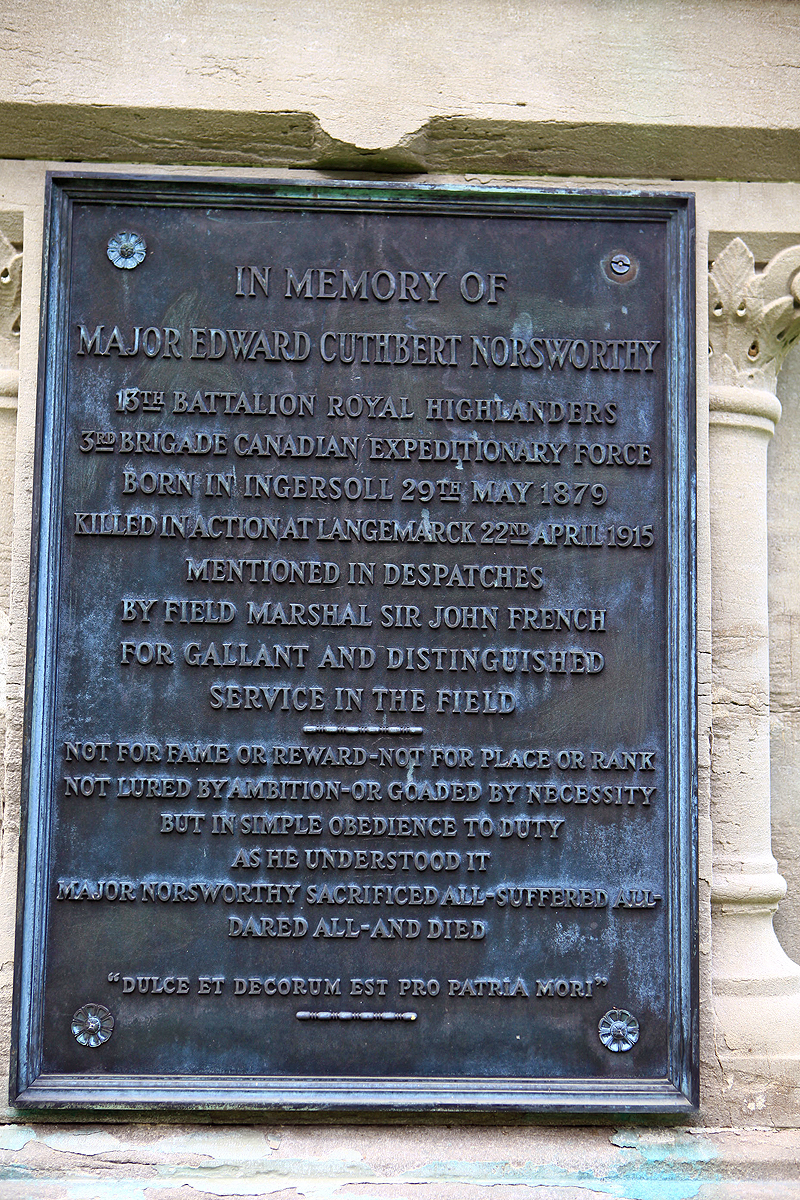 IN MEMORY OF
MAJOR EDWARD CUTHBERT NORSWORTHY
13TH BATTALION ROYAL HIGHLANDERS
3RD BRIGADE CANADIAN EXPEDITIONARY FORCE
BORN IN INGERSOLL 29TH MAY 1879
KILLED IN ACTION AT LANGEMARCK 22ND APRIL 1915
MENTIONED IN DESPATCHES
BY FIELD MARSHAL SIR JOHN FRENCH
FOR GALLANT AND DISTINGUISHED
SERVICE IN THE FIELD
NOT FOR FAME OR REWARD-NOT FOR PLACE OR RANK
NOT LURED BY AMBITION-OR GOADED BY NECESSITY
BUT IN SIMPLE OBEDIENCE TO DUTY
AS HE UNDERSTOOD IT
MAJOR NORSWORTHY SACRIFICED ALL-SUFFERED ALL-
DARED ALL-AND DIED
"DULCE ET DECORUM EST PRO PATRIA MORI"